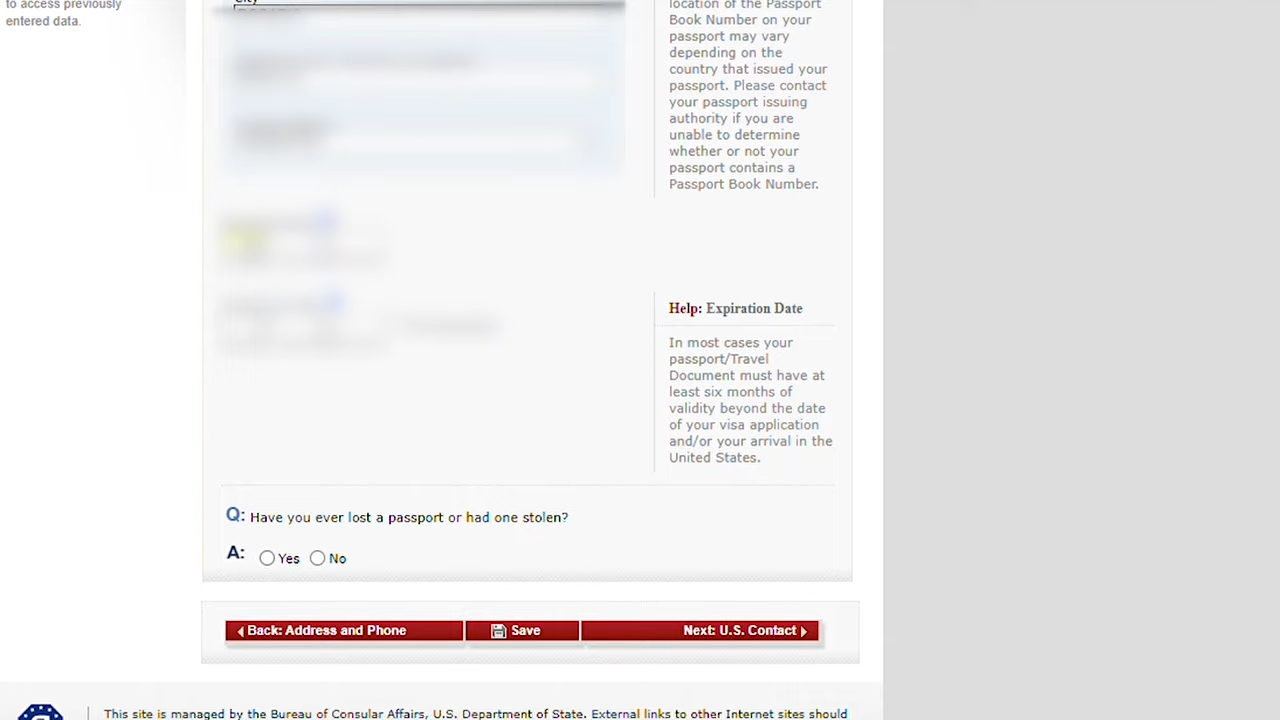 to access previously
entered data.
City
location of the Passport
Book Number on your
passport may vary
depending on the
country that issued your
passport. Please contact
your passport issuing
authority if you are
unable to determine
whether or not your
passport contains a
Passport Book Number.
Help: Expiration Date
In most cases your
passport/Travel
Document must have at
least six months of
validity beyond the date
of your visa application
and/or your arrival in the
United States.
Q: Have you ever lost a passport or had one stolen?
A: Yes No
Back: Address and Phone
Save
Next: U.S. Contact
This site is managed by the Bureau of Consular Affairs, U.S. Department of State. External links to other Internet sites should